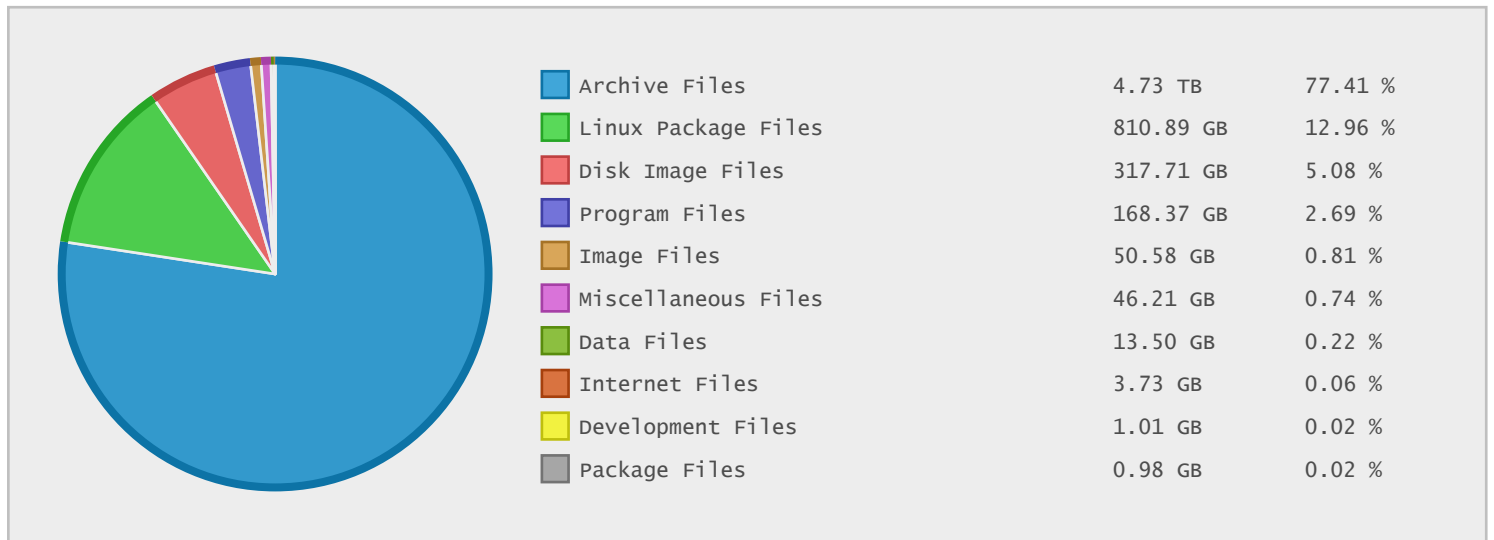 Archive Files 4.73 TB 77.41 %
Linux Package Files 810.89 GB 12.96 %
Disk Image Files 317.71 GB 5.08 %
Program Files 168.37 GB 2.69 %
Image Files 50.58 GB 0.81 %
Miscellaneous Files 46.21 GB 0.74 %
Data Files 13.50 GB 0.22 %
Internet Files 3.73 GB 0.06 %
Development Files 1.01 GB 0.02 %
Package Files 0.98 GB 0.02 %